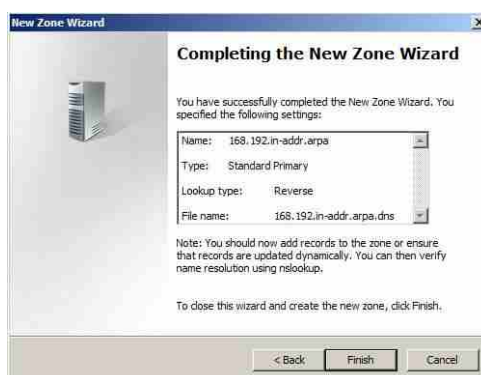 New Zone Wizard
Completing the New Zone Wizard
You have successfully completed the New Zone Wizard. You
specified the following settings:
Name: 168.192.in-addr.arpa
Type: Standard Primary
Lookup type: Reverse
File name: 168.192.in-addr.arpa.dns
Note: You should now add records to the zone or ensure
that records are updated dynamically. You can then verify
name resolution using nslookup.
To close this wizard and create the new zone, click Finish.
< Back Finish Cancel